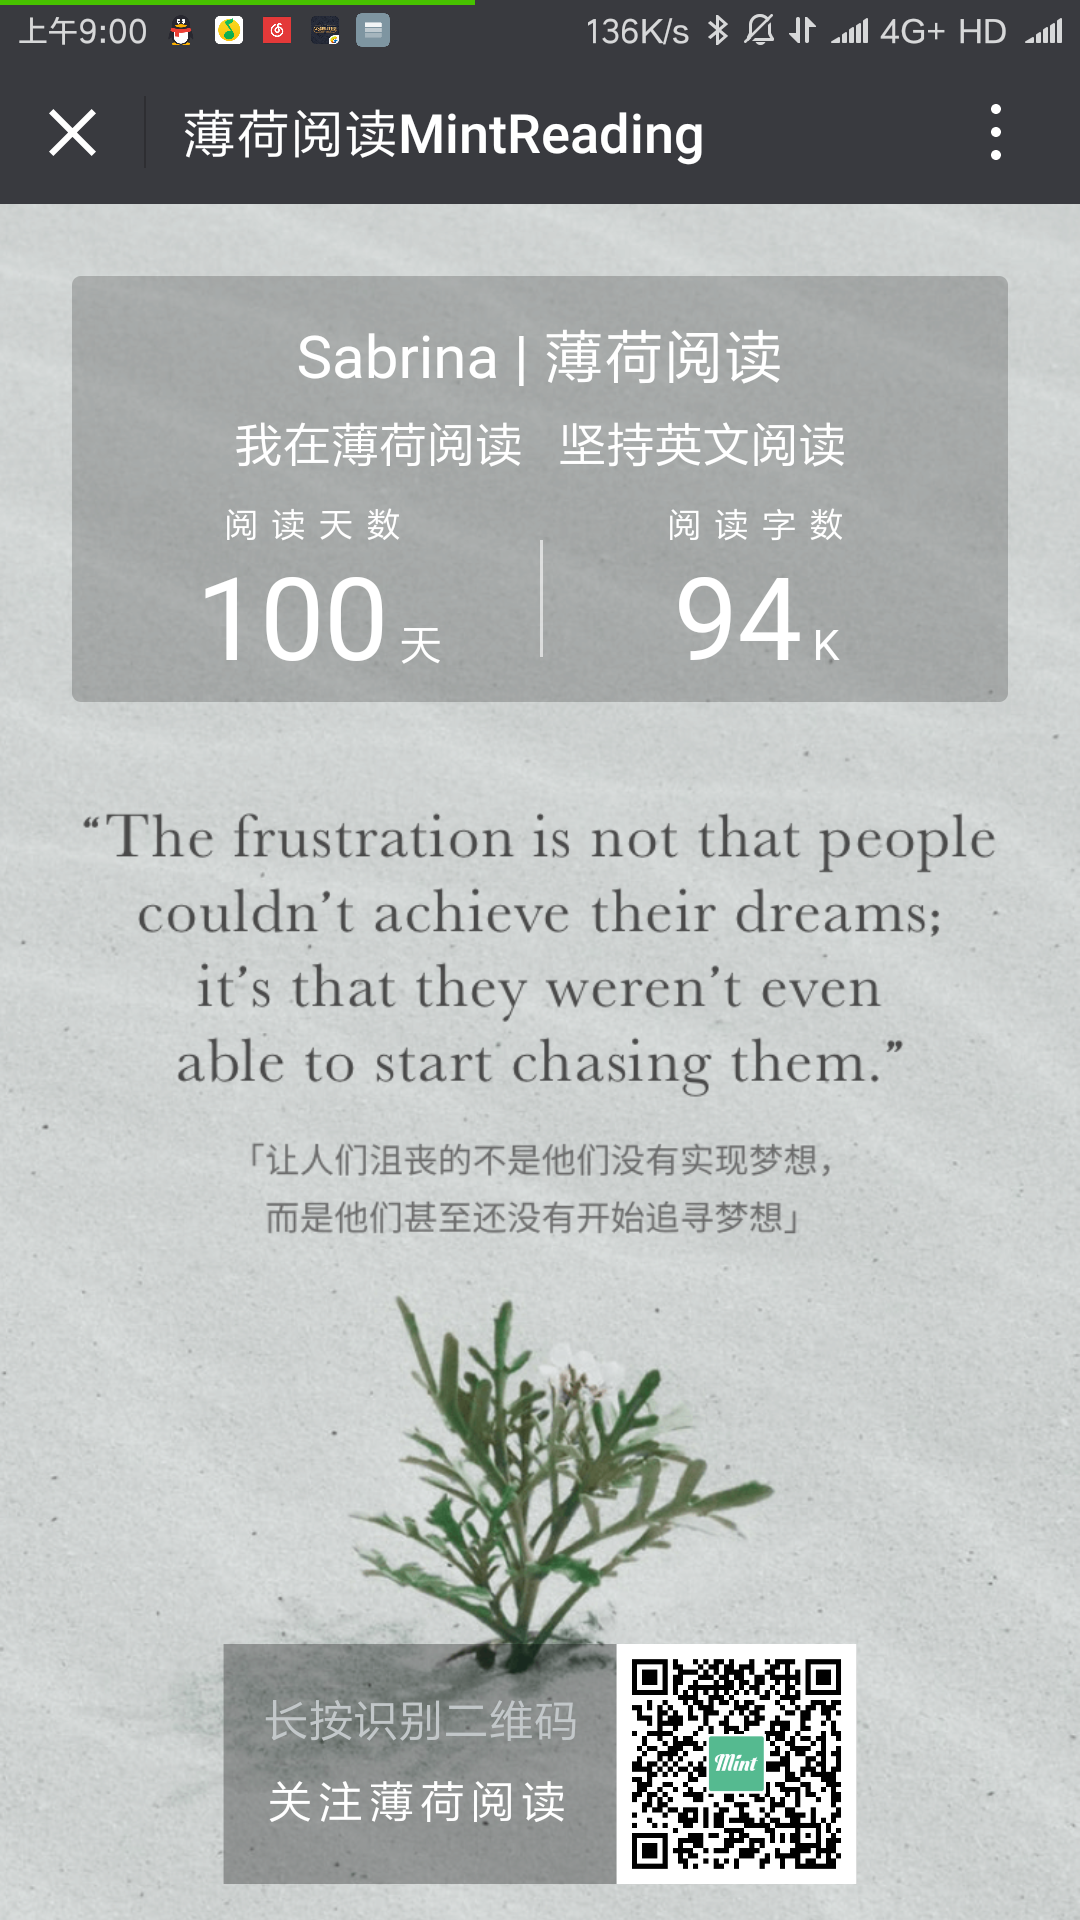 上午9:00 136K/s 4G+ HD
薄荷阅读MintReading
Sabrina | 薄荷阅读
我在薄荷阅读 坚持英文阅读
阅读天数 阅读字数
100天 94K
“The frustration is not that people
couldn’t achieve their dreams;
it’s that they weren’t even
able to start chasing them.”
「让人们沮丧的不是他们没有实现梦想，
而是他们甚至还没有开始追寻梦想」
长按识别二维码
关注薄荷阅读
Mint